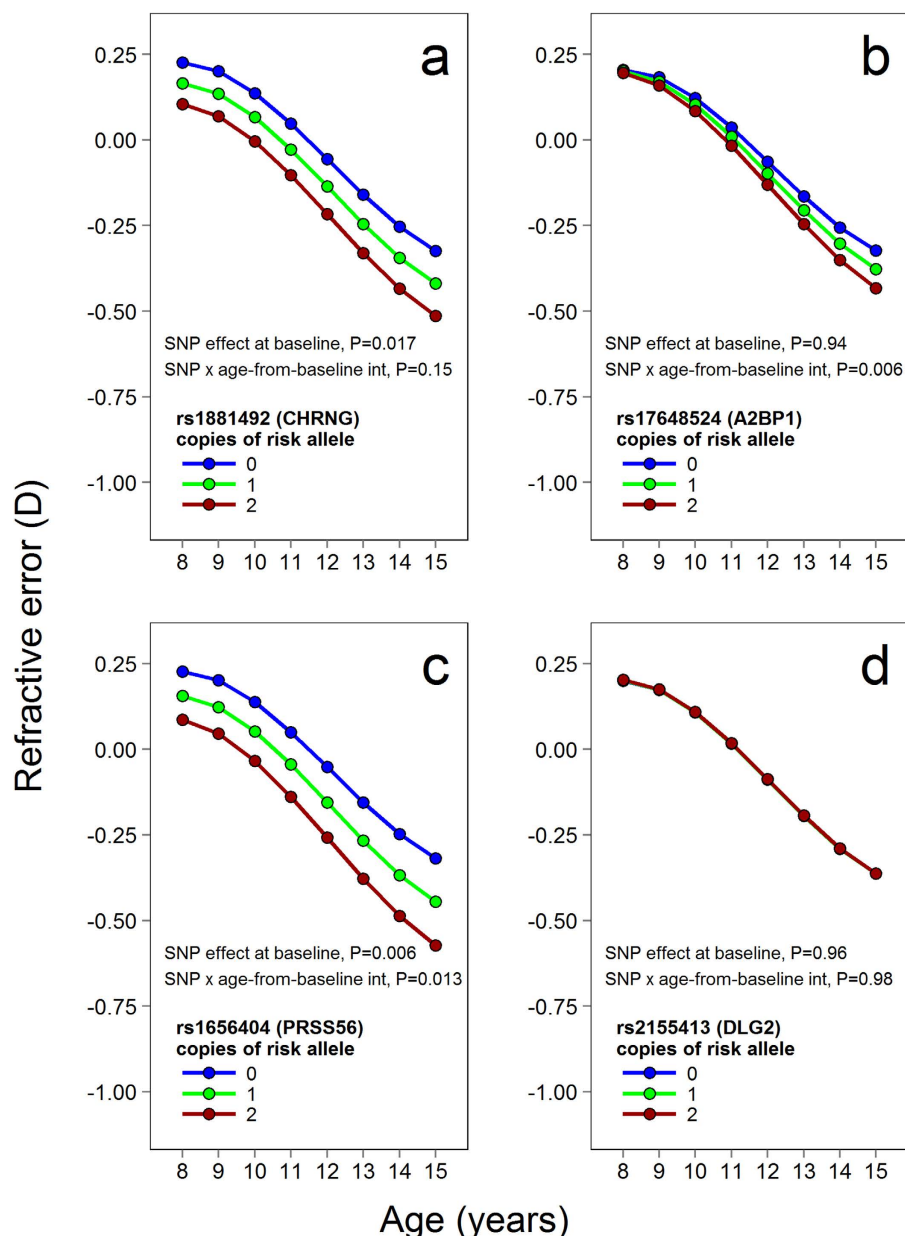 Refractive error (D)
a
0.25
0.00
-0.25
-0.50
-0.75
-1.00
SNP effect at baseline, P=0.017
SNP x age-from-baseline int, P=0.15
rs1881492 (CHRNG)
copies of risk allele
0
1
2
8 9 10 11 12 13 14 15
b
0.25
0.00
-0.25
-0.50
-0.75
-1.00
SNP effect at baseline, P=0.94
SNP x age-from-baseline int, P=0.006
rs17648524 (A2BP1)
copies of risk allele
0
1
2
8 9 10 11 12 13 14 15
c
0.25
0.00
-0.25
-0.50
-0.75
-1.00
SNP effect at baseline, P=0.006
SNP x age-from-baseline int, P=0.013
rs1656404 (PRSS56)
copies of risk allele
0
1
2
8 9 10 11 12 13 14 15
d
0.25
0.00
-0.25
-0.50
-0.75
-1.00
SNP effect at baseline, P=0.96
SNP x age-from-baseline int, P=0.98
rs2155413 (DLG2)
copies of risk allele
0
1
2
8 9 10 11 12 13 14 15
Age (years)